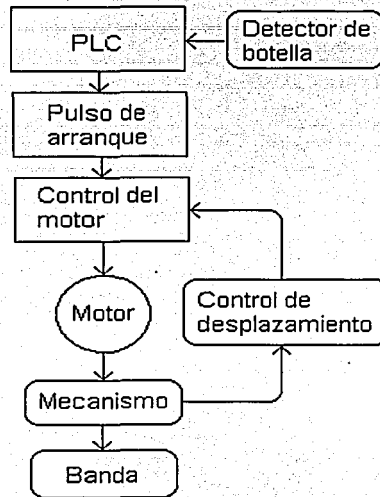 PLC
Detector de
botella
Pulso de
arranque
Control del
motor
Motor
Control de
desplazamiento
Mecanismo
Banda